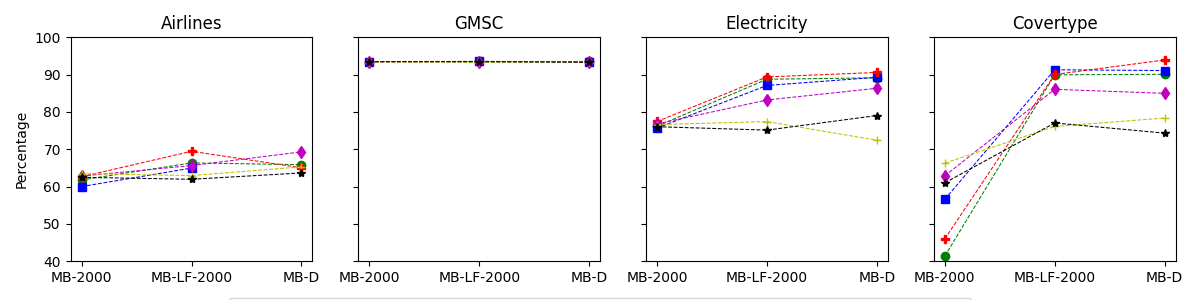 Airlines GMSC Electricity Covertype
100
90
80
70
60
50
40
Percentage
MB-2000 MB-LF-2000 MB-D MB-2000 MB-LF-2000 MB-D MB-2000 MB-LF-2000 MB-D MB-2000 MB-LF-2000 MB-D